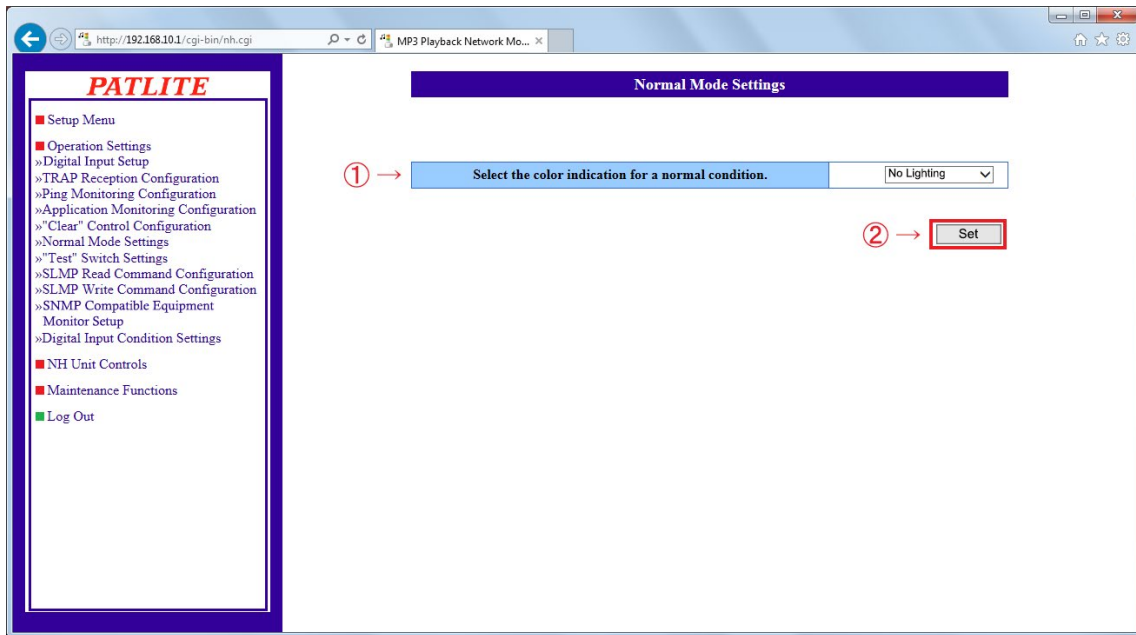 http://192.168.10.1/cgi-bin/nh.cgi
MP3 Playback Network Mo...
PATLITE
Setup Menu
Operation Settings
»Digital Input Setup
»TRAP Reception Configuration
»Ping Monitoring Configuration
»Application Monitoring Configuration
»"Clear" Control Configuration
»Normal Mode Settings
»"Test" Switch Settings
»SLMP Read Command Configuration
»SLMP Write Command Configuration
»SNMP Compatible Equipment
Monitor Setup
»Digital Input Condition Settings
NH Unit Controls
Maintenance Functions
Log Out
Normal Mode Settings
① → Select the color indication for a normal condition. No Lighting
② → Set